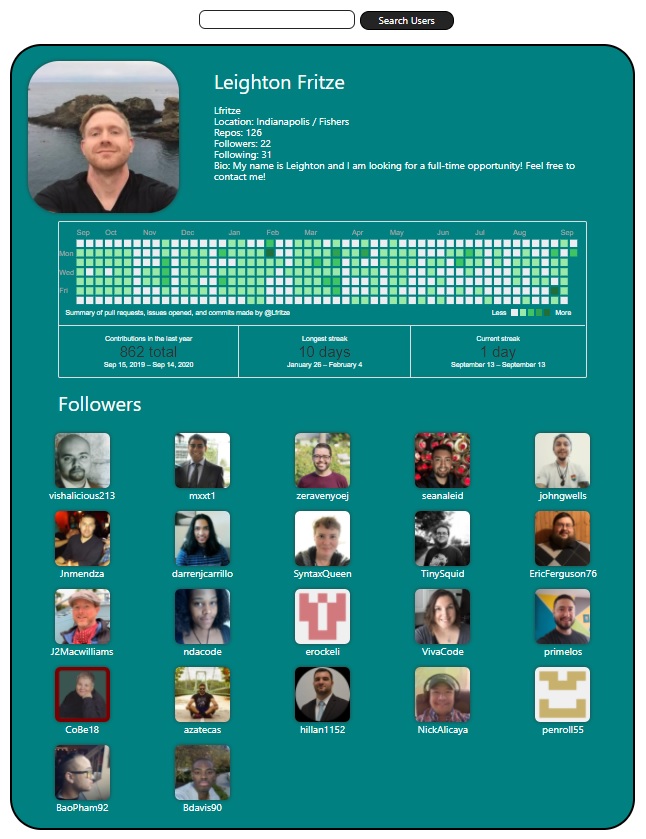 Search Users
Leighton Fritze
Lfritze
Location: Indianapolis / Fishers
Repos: 126
Followers: 22
Following: 31
Bio: My name is Leighton and I am looking for a full-time opportunity! Feel free to
contact me!
Sep Oct Nov Dec Jan Feb Mar Apr May Jun Jul Aug Sep
Mon
Wed
Fri
Summary of pull requests, issues opened, and commits made by @Lfritze
Less More
Contributions in the last year Longest streak Current streak
862 total 10 days 1 day
Sep 15, 2019 – Sep 14, 2020 January 26 – February 4 September 13 – September 13
Followers
vishalicious213 mxxt1 zeravenyoej seanaleid johngwells
Jnmendza darrenjcarrillo SyntaxQueen TinySquid EricFerguson76
J2Macwilliams ndacode erockeli VivaCode primelos
CoBe18 azatecas hillan1152 NickAlicaya penroll55
BaoPham92 Bdavis90